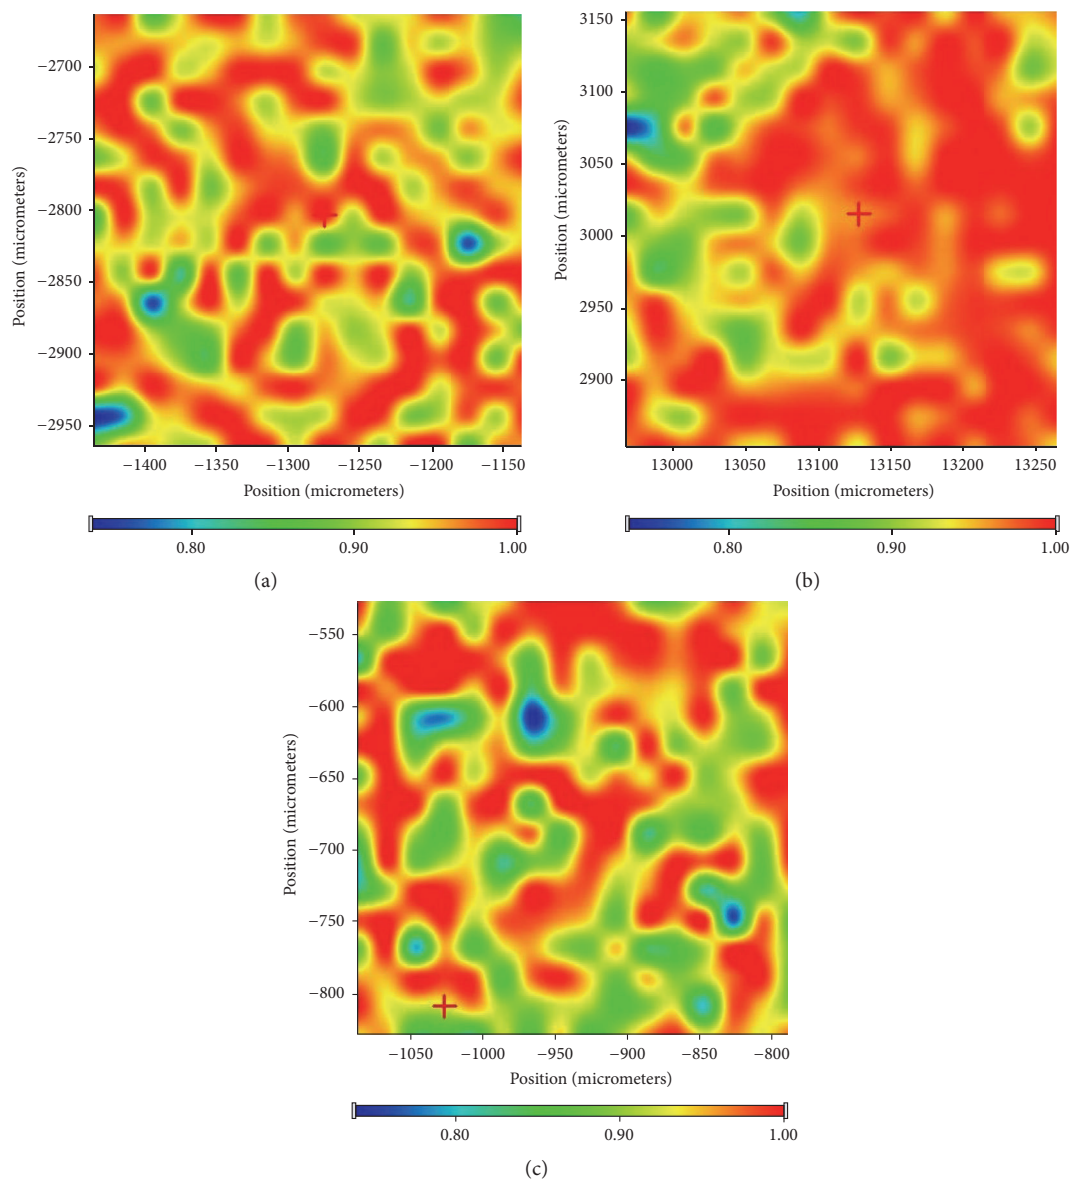 −2700
−2750
−2800
−2850
−2900
−2950
Position (micrometers)
−1400 −1350 −1300 −1250 −1200 −1150
Position (micrometers)
0.80 0.90 1.00
(a)
3150
3100
3050
3000
2950
2900
Position (micrometers)
13000 13050 13100 13150 13200 13250
Position (micrometers)
0.80 0.90 1.00
(b)
−550
−600
−650
−700
−750
−800
Position (micrometers)
−1050 −1000 −950 −900 −850 −800
Position (micrometers)
0.80 0.90 1.00
(c)